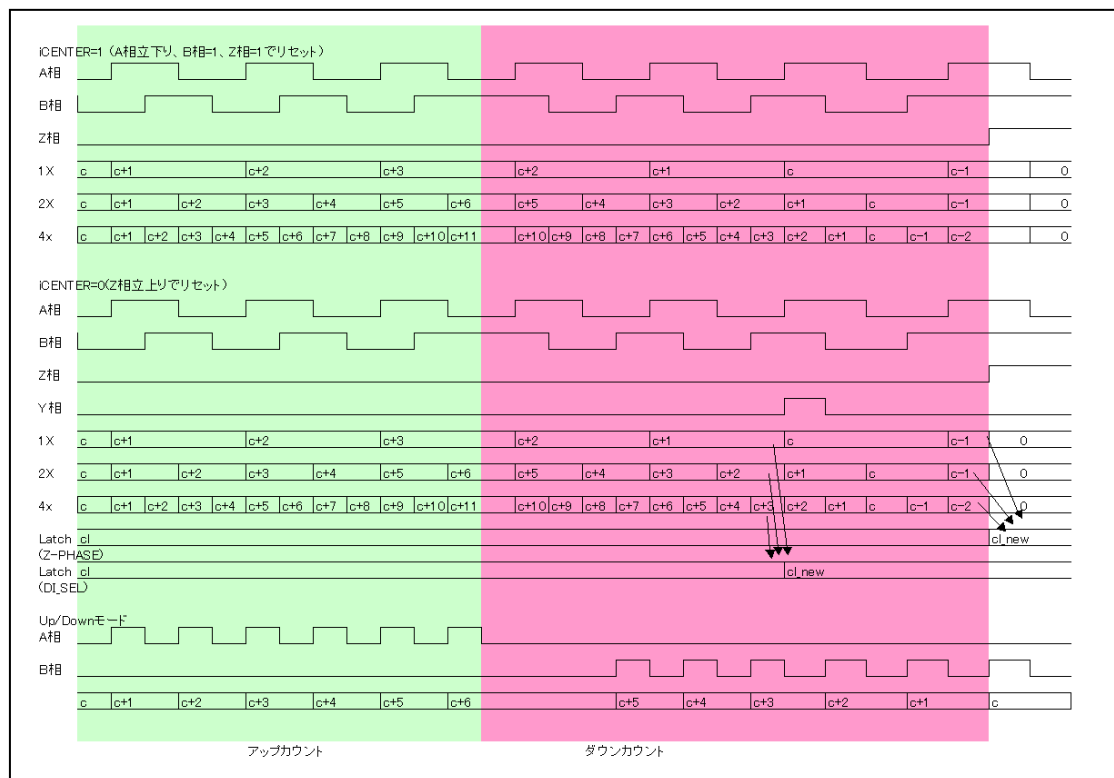 iCENTER=1 (A相立下り、B相=1、Z相=1でリセット)
A相
B相
Z相
1X c c+1 c+2 c+3 c+2 c+1 c c-1 0
2X c c+1 c+2 c+3 c+4 c+5 c+6 c+5 c+4 c+3 c+2 c+1 c c-1 0
4x c c+1 c+2 c+3 c+4 c+5 c+6 c+7 c+8 c+9 c+10 c+11 c+10 c+9 c+8 c+7 c+6 c+5 c+4 c+3 c+2 c+1 c c-1 c-2 0
iCENTER=0(Z相立上りでリセット)
A相
B相
Z相
Y相
1X c c+1 c+2 c+3 c+2 c+1 c c-1 0
2X c c+1 c+2 c+3 c+4 c+5 c+6 c+5 c+4 c+3 c+2 c+1 c c-1 0
4x c c+1 c+2 c+3 c+4 c+5 c+6 c+7 c+8 c+9 c+10 c+11 c+10 c+9 c+8 c+7 c+6 c+5 c+4 c+3 c+2 c+1 c c-1 c-2 0
Latch cl cl_new
(Z-PHASE)
Latch cl cl_new
(DI_SEL)
Up/Downモード
A相
B相
c c+1 c+2 c+3 c+4 c+5 c+6 c+5 c+4 c+3 c+2 c+1 c
アップカウント ダウンカウント